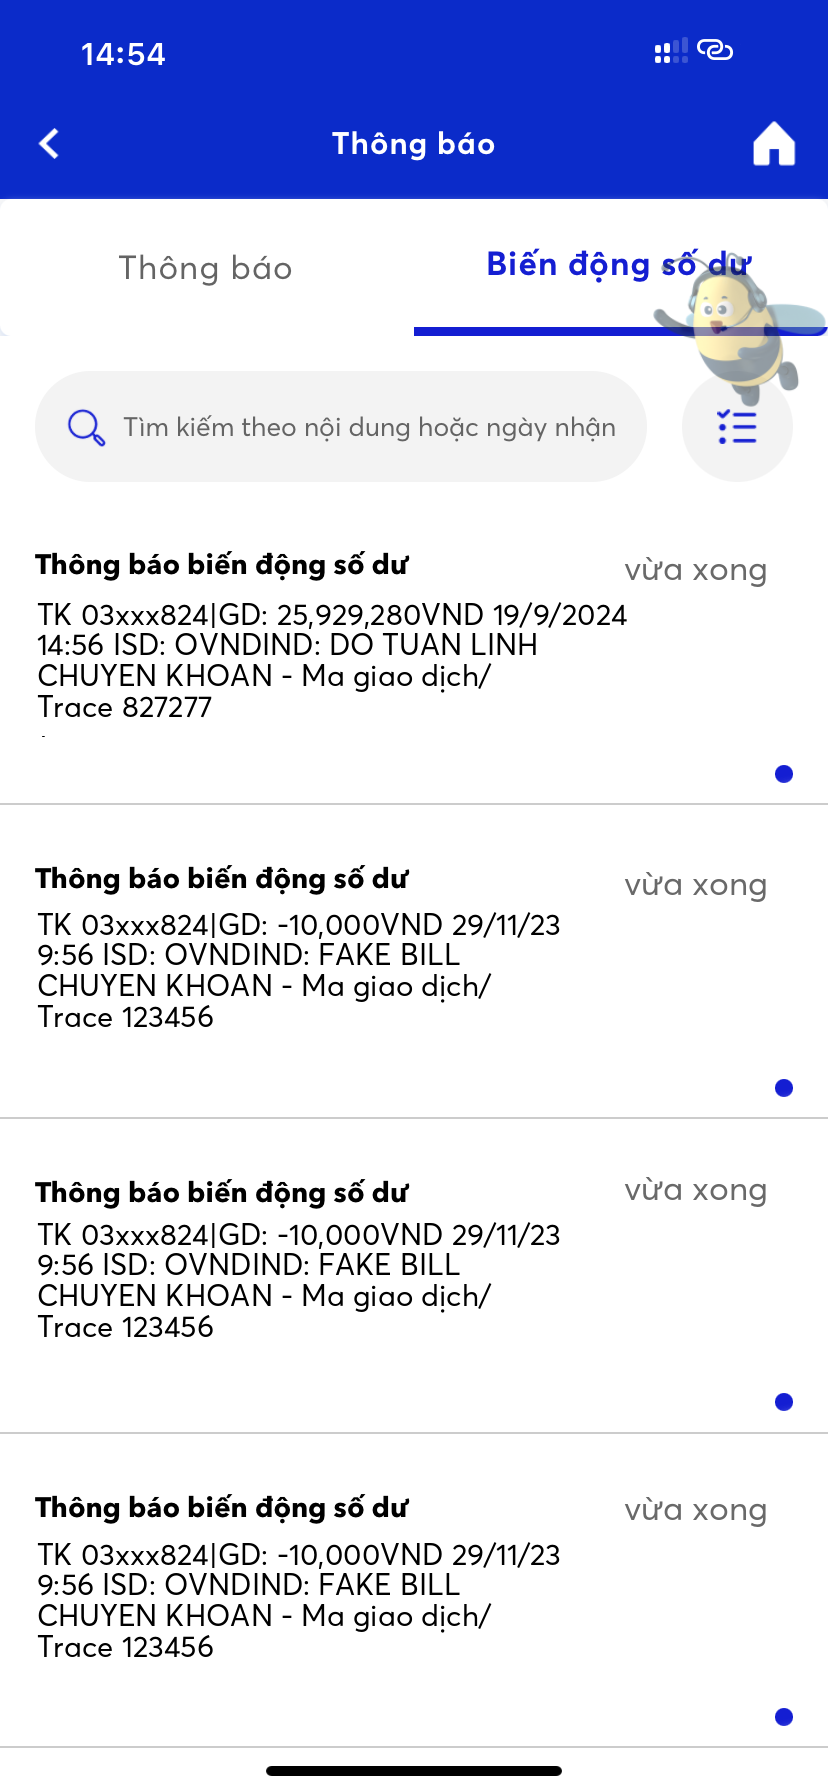 14:54
Thông báo
Thông báo
Biến động số dư
Tìm kiếm theo nội dung hoặc ngày nhận
Thông báo biến động số dư
vừa xong
TK 03xxx824|GD: 25,929,280VND 19/9/2024
14:56 ISD: OVNDIND: DO TUAN LINH
CHUYEN KHOAN - Ma giao dịch/
Trace 827277
Thông báo biến động số dư
vừa xong
TK 03xxx824|GD: -10,000VND 29/11/23
9:56 ISD: OVNDIND: FAKE BILL
CHUYEN KHOAN - Ma giao dịch/
Trace 123456
Thông báo biến động số dư
vừa xong
TK 03xxx824|GD: -10,000VND 29/11/23
9:56 ISD: OVNDIND: FAKE BILL
CHUYEN KHOAN - Ma giao dịch/
Trace 123456
Thông báo biến động số dư
vừa xong
TK 03xxx824|GD: -10,000VND 29/11/23
9:56 ISD: OVNDIND: FAKE BILL
CHUYEN KHOAN - Ma giao dịch/
Trace 123456